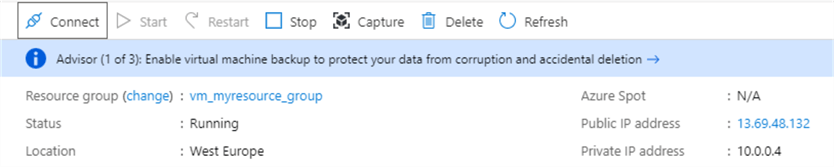 Connect Start Restart Stop Capture Delete Refresh
Advisor (1 of 3): Enable virtual machine backup to protect your data from corruption and accidental deletion →
Resource group (change) : vm_myresource_group Azure Spot : N/A
Status : Running Public IP address : 13.69.48.132
Location : West Europe Private IP address : 10.0.0.4